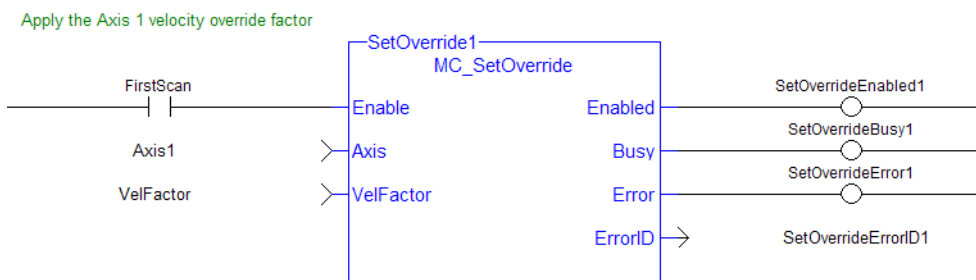 Apply the Axis 1 velocity override factor
SetOverride1
MC_SetOverride
FirstScan
Enable
Enabled
SetOverrideEnabled1
Axis1
Axis
Busy
SetOverrideBusy1
VelFactor
VelFactor
Error
SetOverrideError1
ErrorID
SetOverrideErrorID1